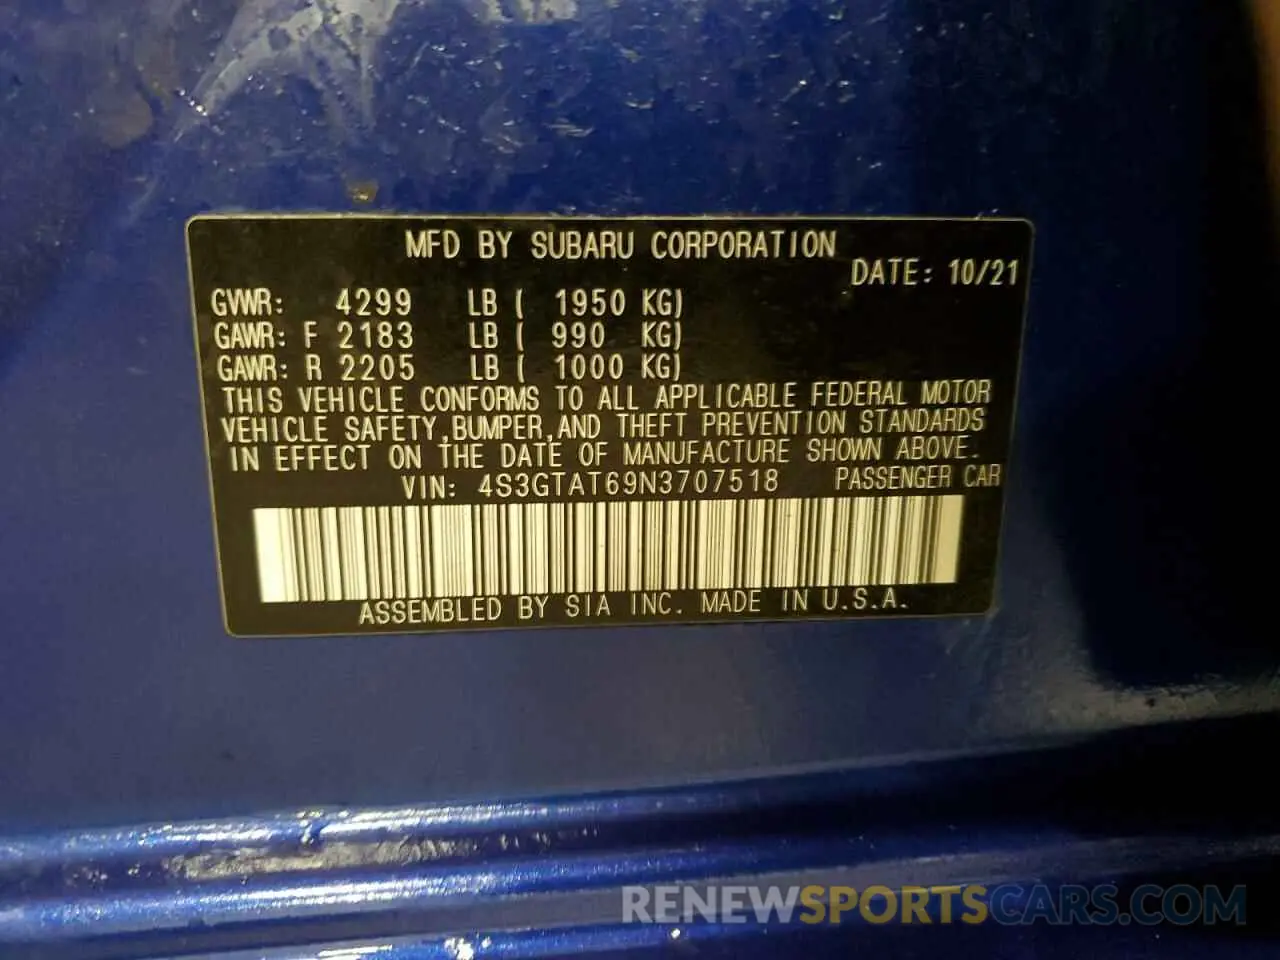 MFD BY SUBARU CORPORATION
DATE: 10/21
GVWR: 4299 LB ( 1950 KG)
GAWR: F 2183 LB ( 990 KG)
GAWR: R 2205 LB ( 1000 KG)
THIS VEHICLE CONFORMS TO ALL APPLICABLE FEDERAL MOTOR
VEHICLE SAFETY,BUMPER,AND THEFT PREVENTION STANDARDS
IN EFFECT ON THE DATE OF MANUFACTURE SHOWN ABOVE.
VIN: 4S3GTAT69N3707518 PASSENGER CAR
ASSEMBLED BY SIA INC. MADE IN U.S.A.
RENEWSPORTSCARS.COM